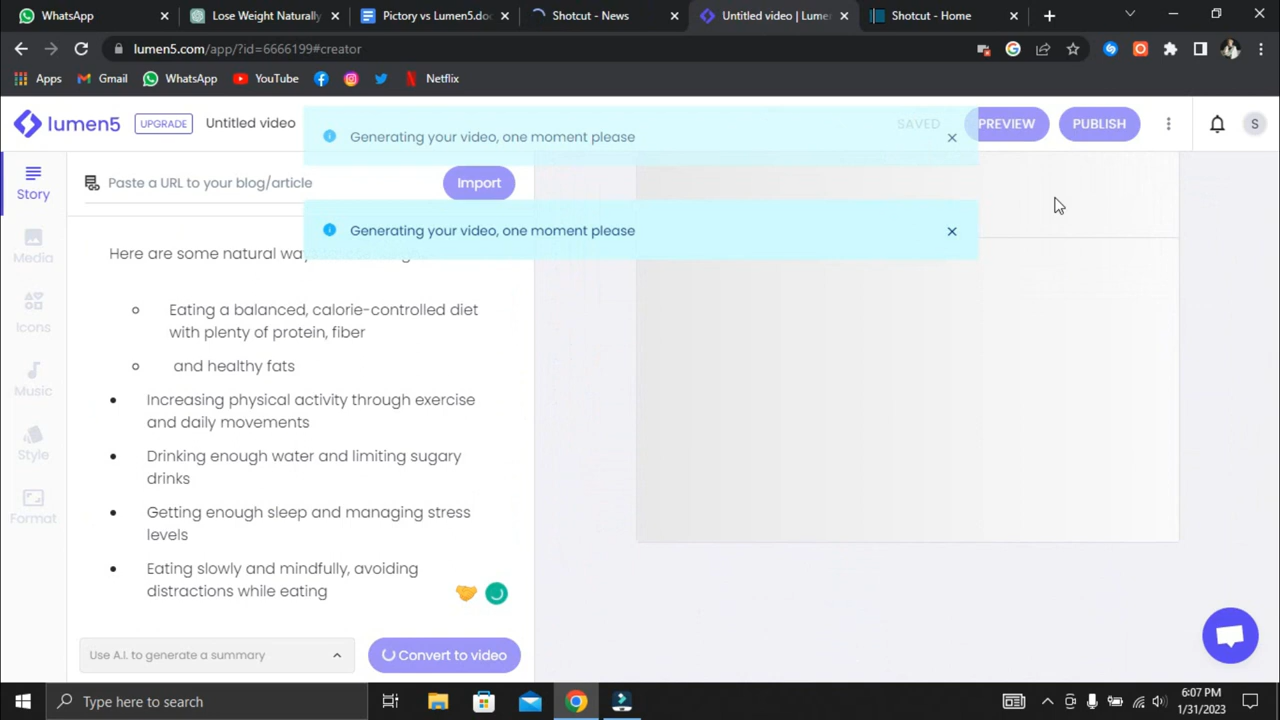 WhatsApp
Lose Weight Naturally
Pictory vs Lumen5.doc
Shotcut - News
Untitled video | Lume
Shotcut - Home
lumen5.com/app/?id=6666199#creator
Apps
Gmail
WhatsApp
YouTube
Netflix
lumen5
UPGRADE
Untitled video
Generating your video, one moment please
SAVED
PREVIEW
PUBLISH
S
Story
Paste a URL to your blog/article
Import
Generating your video, one moment please
Media
Here are some natural
Eating a balanced, calorie-controlled diet
with plenty of protein, fiber
Icons
and healthy fats
Music
Increasing physical activity through exercise
and daily movements
Style
Drinking enough water and limiting sugary
drinks
Format
Getting enough sleep and managing stress
levels
Eating slowly and mindfully, avoiding
distractions while eating
Use A.I. to generate a summary
Convert to video
Type here to search
6:07 PM
1/31/2023